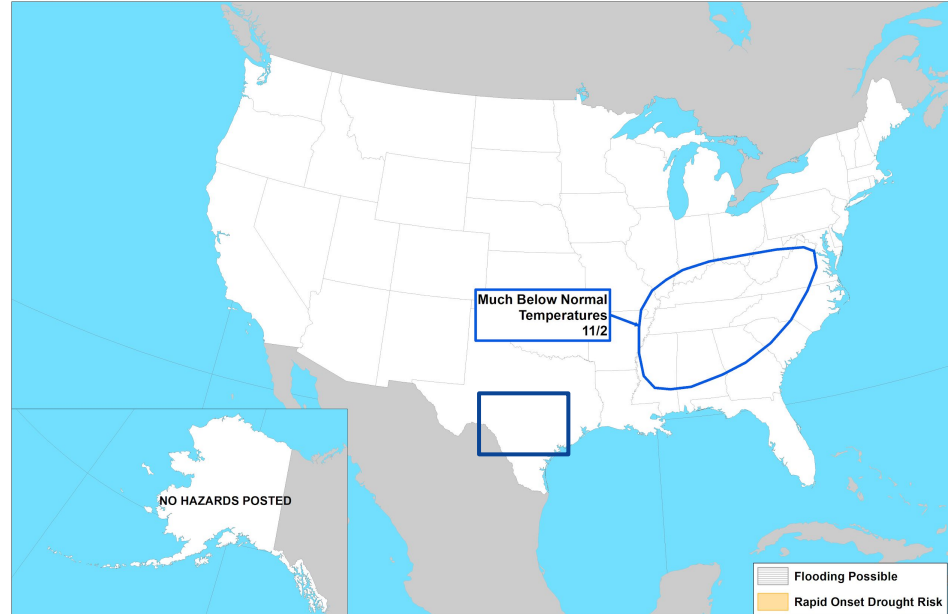 Much Below Normal
Temperatures
11/2
NO HAZARDS POSTED
Flooding Possible
Rapid Onset Drought Risk